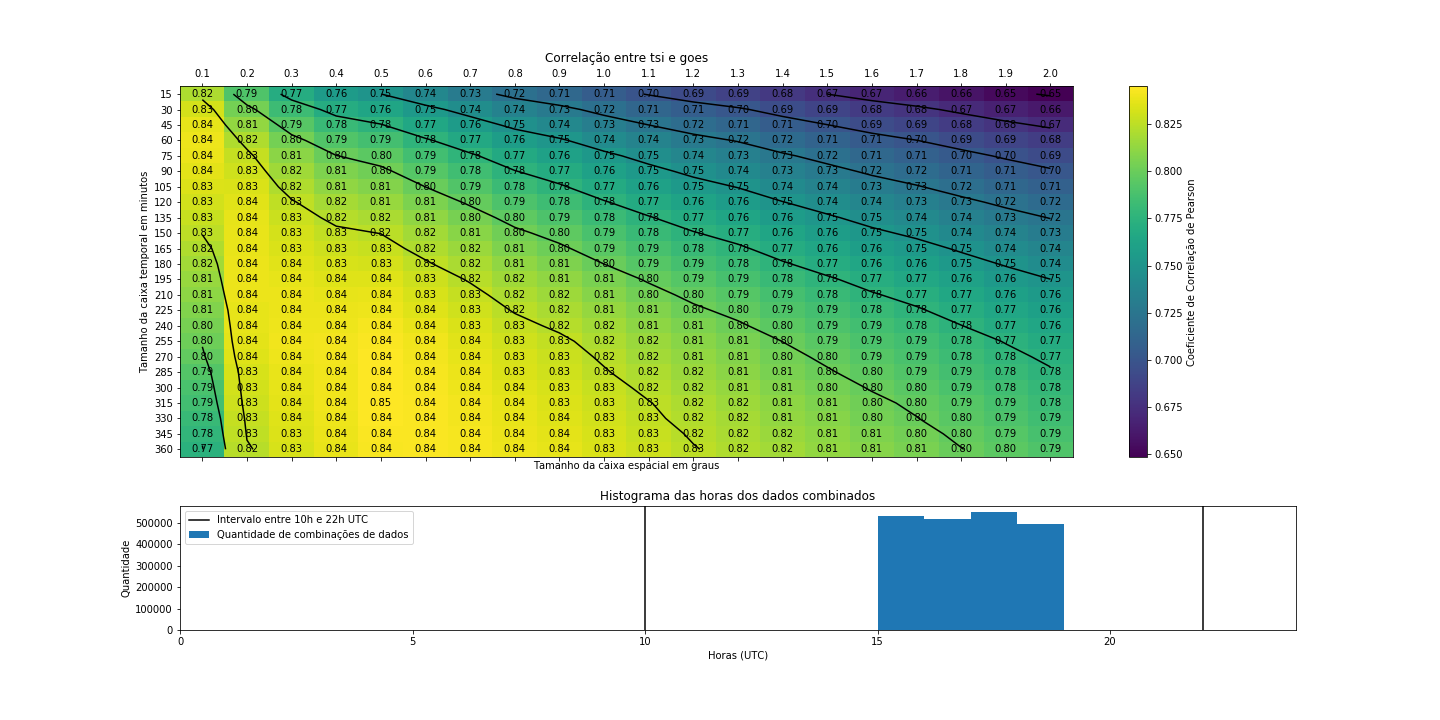 Correlação entre tsi e goes
0.1 0.2 0.3 0.4 0.5 0.6 0.7 0.8 0.9 1.0 1.1 1.2 1.3 1.4 1.5 1.6 1.7 1.8 1.9 2.0
15 0.82 0.79 0.77 0.76 0.75 0.74 0.73 0.72 0.71 0.71 0.70 0.69 0.69 0.68 0.67 0.67 0.66 0.66 0.65 0.65
30 0.83 0.80 0.78 0.77 0.76 0.75 0.74 0.74 0.73 0.72 0.71 0.71 0.70 0.69 0.69 0.68 0.68 0.67 0.67 0.66
45 0.84 0.81 0.79 0.78 0.78 0.77 0.76 0.75 0.74 0.73 0.73 0.72 0.71 0.71 0.70 0.69 0.69 0.68 0.68 0.67
60 0.84 0.82 0.80 0.79 0.79 0.78 0.77 0.76 0.75 0.74 0.74 0.73 0.72 0.72 0.71 0.71 0.70 0.69 0.69 0.68
75 0.84 0.83 0.81 0.80 0.80 0.79 0.78 0.77 0.76 0.75 0.75 0.74 0.73 0.73 0.72 0.71 0.71 0.70 0.70 0.69
90 0.84 0.83 0.82 0.81 0.80 0.79 0.78 0.78 0.77 0.76 0.75 0.75 0.74 0.73 0.73 0.72 0.72 0.71 0.71 0.70
105 0.83 0.83 0.82 0.81 0.81 0.80 0.79 0.78 0.78 0.77 0.76 0.75 0.75 0.74 0.74 0.73 0.73 0.72 0.71 0.71
120 0.83 0.84 0.83 0.82 0.81 0.81 0.80 0.79 0.78 0.78 0.77 0.76 0.76 0.75 0.74 0.74 0.73 0.73 0.72 0.72
135 0.83 0.84 0.83 0.82 0.82 0.81 0.80 0.80 0.79 0.78 0.78 0.77 0.76 0.76 0.75 0.75 0.74 0.74 0.73 0.72
150 0.83 0.84 0.83 0.83 0.82 0.82 0.81 0.80 0.80 0.79 0.78 0.78 0.77 0.76 0.76 0.75 0.75 0.74 0.74 0.73
165 0.82 0.84 0.83 0.83 0.83 0.82 0.82 0.81 0.80 0.79 0.79 0.78 0.78 0.77 0.76 0.76 0.75 0.75 0.74 0.74
180 0.82 0.84 0.84 0.83 0.83 0.83 0.82 0.81 0.81 0.80 0.79 0.79 0.78 0.78 0.77 0.76 0.76 0.75 0.75 0.74
195 0.81 0.84 0.84 0.84 0.84 0.83 0.82 0.82 0.81 0.81 0.80 0.79 0.79 0.78 0.78 0.77 0.77 0.76 0.76 0.75
210 0.81 0.84 0.84 0.84 0.84 0.83 0.83 0.82 0.82 0.81 0.80 0.80 0.79 0.79 0.78 0.78 0.77 0.77 0.76 0.76
225 0.81 0.84 0.84 0.84 0.84 0.84 0.83 0.82 0.82 0.81 0.81 0.80 0.80 0.79 0.79 0.78 0.78 0.77 0.77 0.76
240 0.80 0.84 0.84 0.84 0.84 0.84 0.83 0.83 0.82 0.82 0.81 0.81 0.80 0.80 0.79 0.79 0.78 0.78 0.77 0.76
255 0.80 0.84 0.84 0.84 0.84 0.84 0.84 0.83 0.83 0.82 0.82 0.81 0.81 0.80 0.79 0.79 0.79 0.78 0.77 0.77
270 0.80 0.84 0.84 0.84 0.84 0.84 0.84 0.83 0.83 0.82 0.82 0.81 0.81 0.80 0.80 0.79 0.79 0.78 0.78 0.77
285 0.79 0.83 0.84 0.84 0.84 0.84 0.84 0.83 0.83 0.83 0.82 0.82 0.81 0.81 0.80 0.80 0.79 0.79 0.78 0.78
300 0.79 0.83 0.84 0.84 0.84 0.84 0.84 0.84 0.83 0.83 0.82 0.82 0.81 0.81 0.80 0.80 0.80 0.79 0.78 0.78
315 0.79 0.83 0.84 0.84 0.85 0.84 0.84 0.84 0.83 0.83 0.83 0.82 0.82 0.81 0.81 0.80 0.80 0.79 0.79 0.78
330 0.78 0.83 0.83 0.84 0.84 0.84 0.84 0.84 0.84 0.83 0.83 0.82 0.82 0.81 0.81 0.80 0.80 0.80 0.79 0.79
345 0.78 0.83 0.83 0.84 0.84 0.84 0.84 0.84 0.84 0.83 0.83 0.82 0.82 0.82 0.81 0.81 0.80 0.80 0.79 0.79
360 0.77 0.82 0.83 0.84 0.84 0.84 0.84 0.84 0.84 0.83 0.83 0.83 0.82 0.82 0.81 0.81 0.81 0.80 0.80 0.79
Tamanho da caixa temporal em minutos
Tamanho da caixa espacial em graus
0.825
0.800
0.775
0.750
0.725
0.700
0.675
0.650
Coeficiente de Correlação de Pearson
Histograma das horas dos dados combinados
Intervalo entre 10h e 22h UTC
Quantidade de combinações de dados
500000
400000
300000
200000
100000
0
Quantidade
0 5 10 15 20
Horas (UTC)